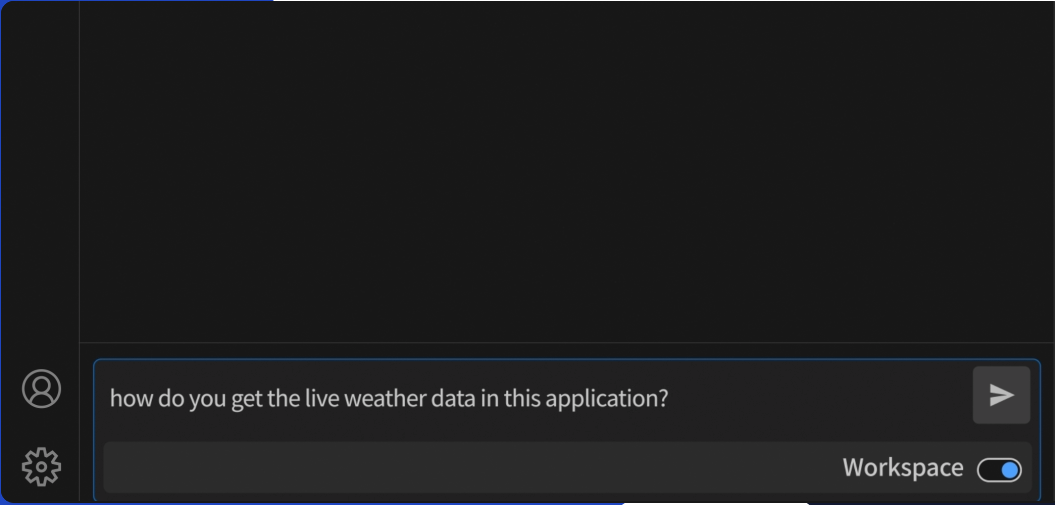 how do you get the live weather data in this application?
Workspace